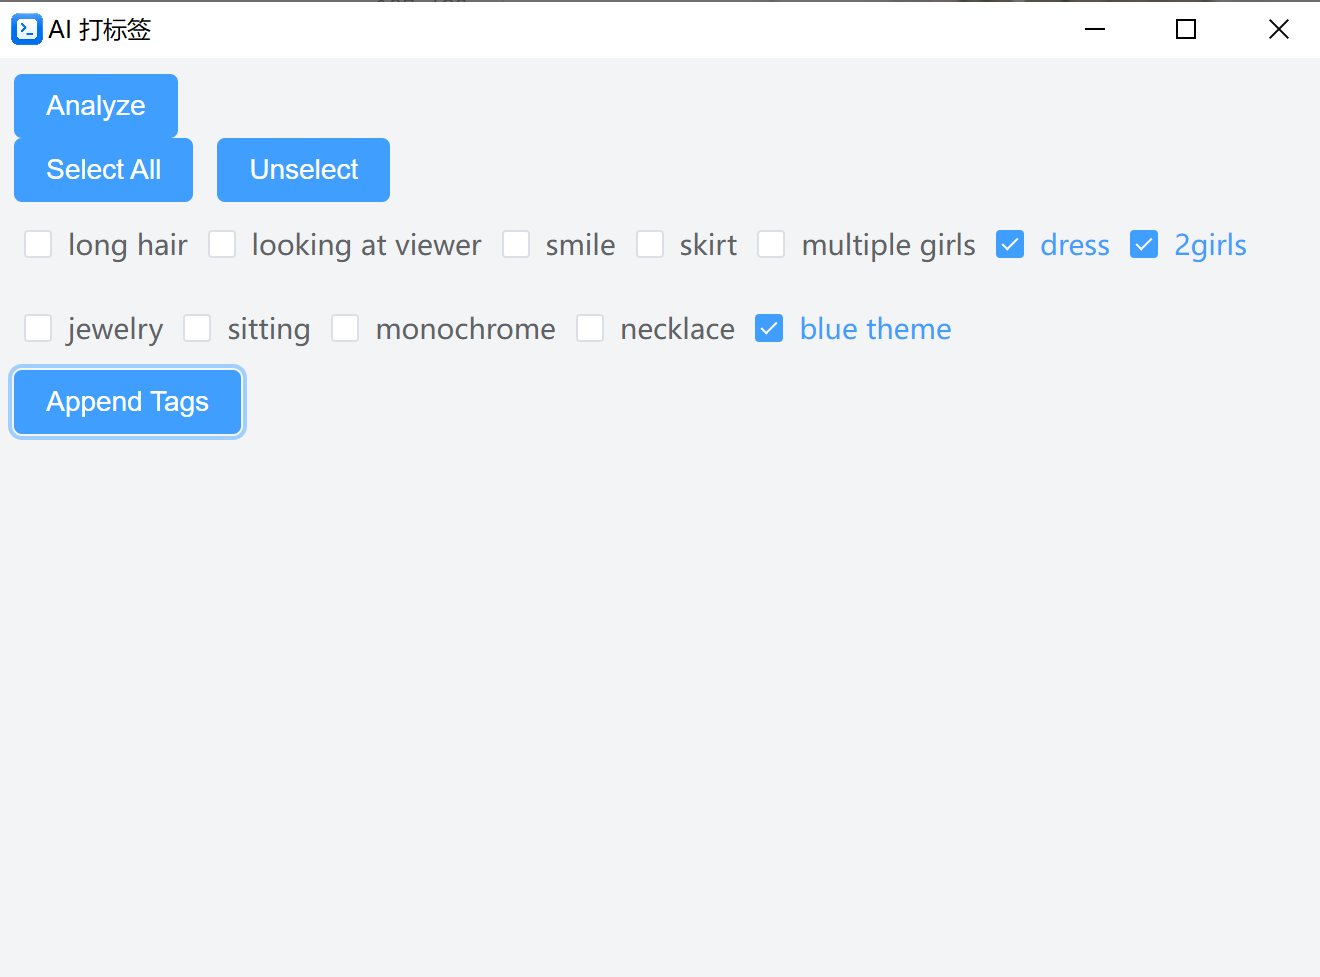 AI 打标签
Analyze
Select All Unselect
long hair looking at viewer smile skirt multiple girls dress 2girls
jewelry sitting monochrome necklace blue theme
Append Tags